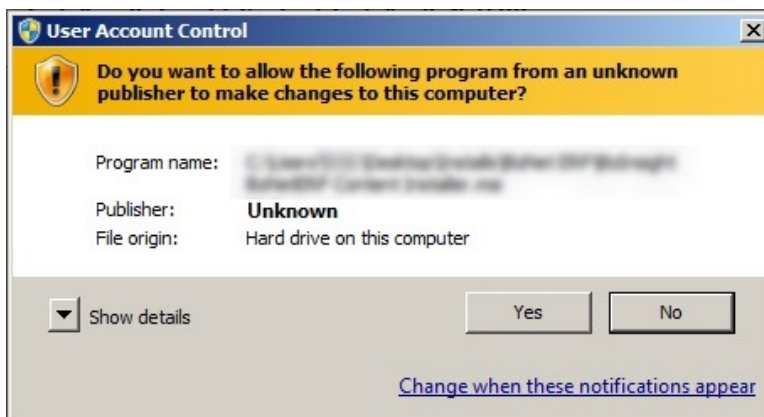 User Account Control
Do you want to allow the following program from an unknown
publisher to make changes to this computer?
Program name:
Publisher: Unknown
File origin: Hard drive on this computer
Show details
Yes No
Change when these notifications appear